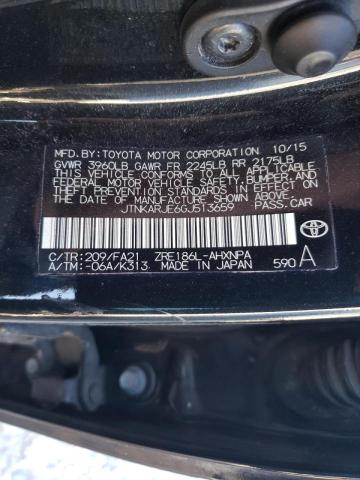 MFD.BY:TOYOTA MOTOR CORPORATION 10/15
GVWR 3960LB GAWR FR 2245LB RR 2175LB
THIS VEHICLE CONFORMS TO ALL APPLICABLE
FEDERAL MOTOR VEHICLE SAFETY,BUMPER,AND
THEFT PREVENTION STANDARDS IN EFFECT ON
THE DATE OF MANUFACTURE SHOWN ABOVE.
JTNKARJE6GJ513659 PASS.CAR
C/TR:209/FA21 ZRE186L-AHXNPA
A/TM:-06A/K313 MADE IN JAPAN 590 A